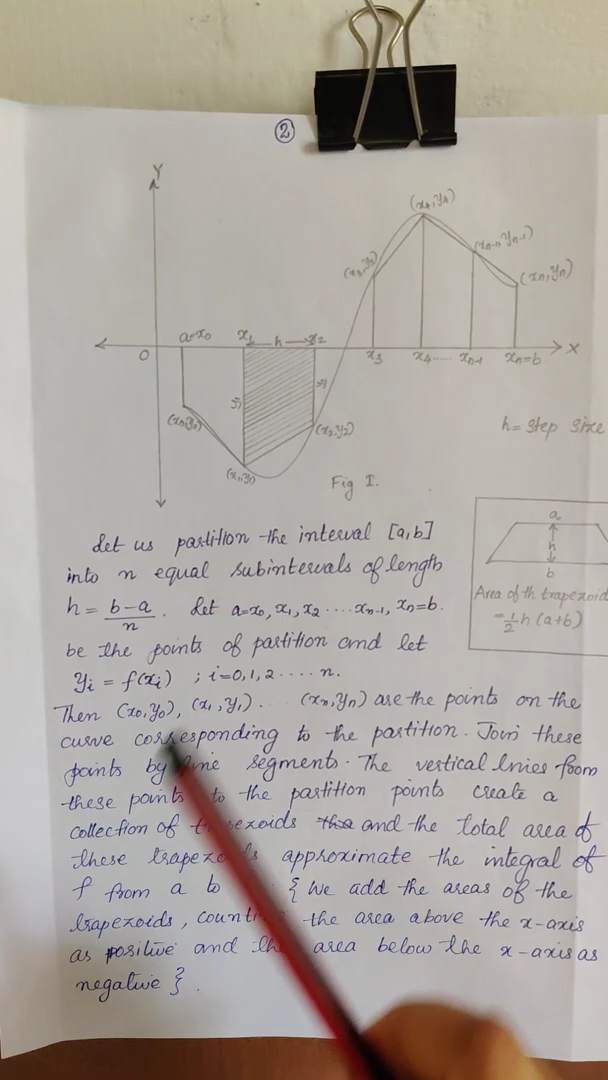 ②
Y
(x₄,y₄)
(xₙ₋₁,yₙ₋₁)
(x₃,y₃)
(xₙ,yₙ)
a=x₀ x₁ ←h→ x₂
O x₃ x₄ ..... xₙ₋₁ xₙ=b X
y₁ y₂
(x₀,y₀)
(x₂,y₂)
(x₁,y₁)
h= step size
Fig I.
a
h
b
Area of th trapezoid
=½h(a+b)
Let us partition the interval [a,b]
into n equal subintervals of length
h = (b-a)/n . Let a=x₀, x₁, x₂ ....xₙ₋₁, xₙ=b.
be the points of partition and let
yᵢ = f(xᵢ) ; i=0,1,2..... n.
Then (x₀,y₀), (x₁,y₁). ... (xₙ,yₙ) are the points on the
curve corresponding to the partition. Join these
points by line segments. The vertical lines from
these points to the partition points create a
collection of trapezoids and the total area of
these trapezoids approximate the integral of
f from a to { We add the areas of the
trapezoids, the area above the x-axis
as positive and the area below the x-axis as
negative }.